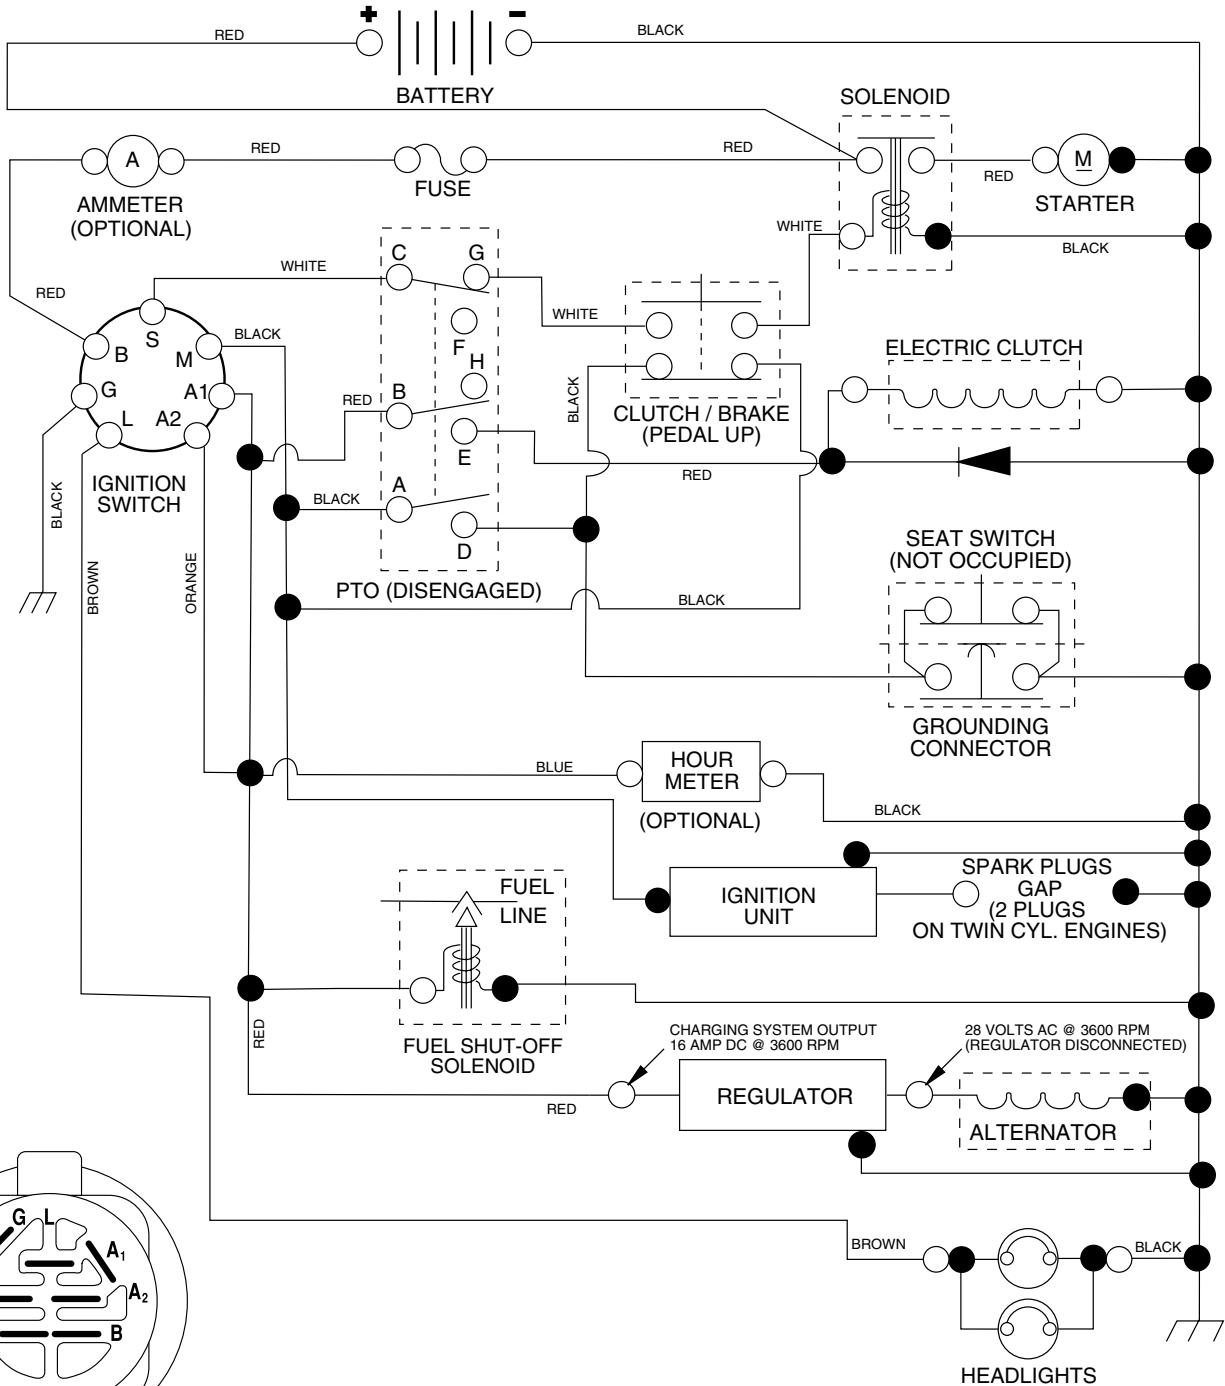 + -
RED
BLACK
BATTERY
SOLENOID
A
RED
RED
RED
M
FUSE
AMMETER
(OPTIONAL)
STARTER
WHITE
BLACK
C G
WHITE
RED
WHITE
F
S
BLACK
B
M
H
ELECTRIC CLUTCH
G
A1
RED
B
BLACK
CLUTCH / BRAKE
(PEDAL UP)
L A2
E
RED
IGNITION
SWITCH
BLACK
A
BLACK
D
SEAT SWITCH
(NOT OCCUPIED)
BROWN
ORANGE
PTO (DISENGAGED)
BLACK
GROUNDING
CONNECTOR
BLUE
HOUR
METER
(OPTIONAL)
BLACK
SPARK PLUGS
GAP
(2 PLUGS
ON TWIN CYL. ENGINES)
IGNITION
UNIT
FUEL
LINE
RED
FUEL SHUT-OFF
SOLENOID
CHARGING SYSTEM OUTPUT
16 AMP DC @ 3600 RPM
28 VOLTS AC @ 3600 RPM
(REGULATOR DISCONNECTED)
RED
REGULATOR
ALTERNATOR
G L
A1
A2
B
BROWN
BLACK
HEADLIGHTS